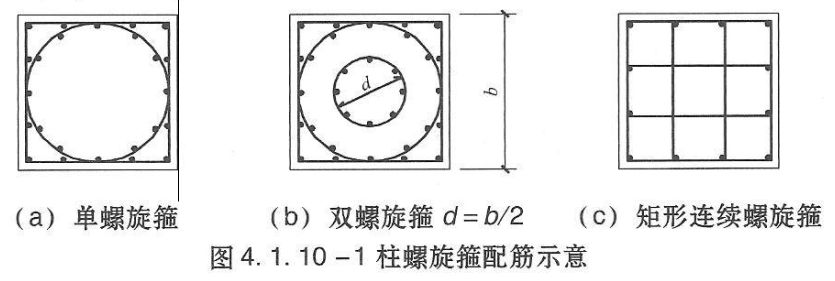 d
b
(a) 单螺旋箍
(b) 双螺旋箍 d = b/2
(c) 矩形连续螺旋箍
图 4. 1. 10 -1 柱螺旋箍配筋示意